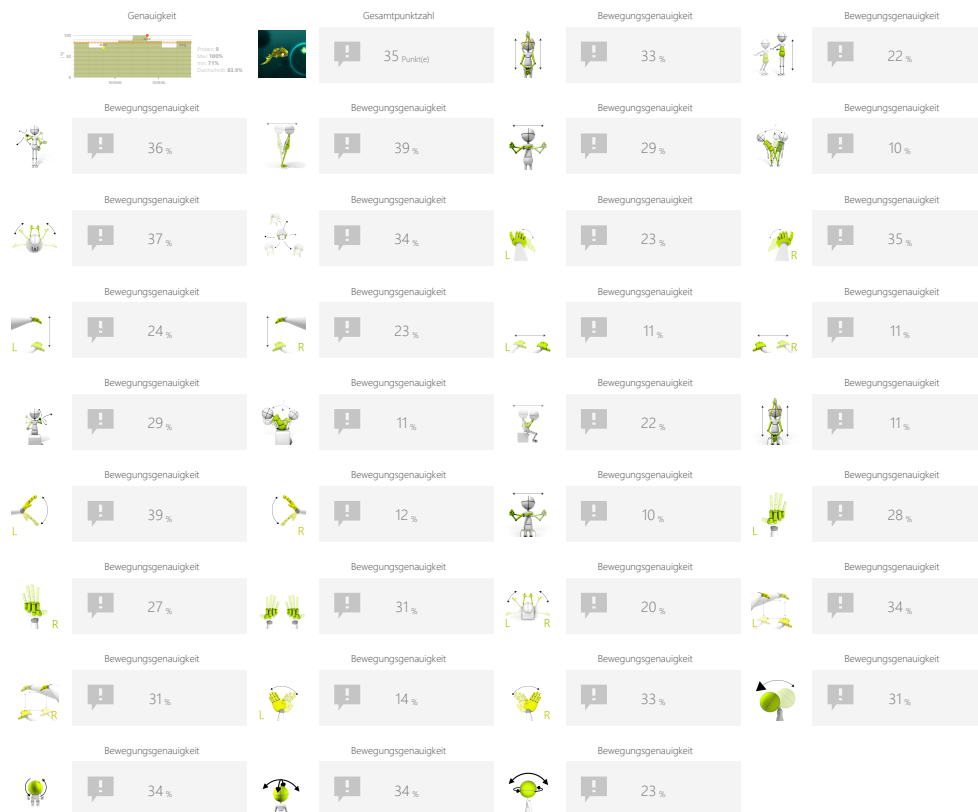 Genauigkeit
Gesamtpunktzahl
Bewegungsgenauigkeit
Bewegungsgenauigkeit
100
50
0
Proben: 9
Max: 100%
Min: 71%
Durchschnitt: 83.9%
35 Punkt(e)
33 %
22 %
Bewegungsgenauigkeit
Bewegungsgenauigkeit
Bewegungsgenauigkeit
Bewegungsgenauigkeit
36 %
39 %
29 %
10 %
Bewegungsgenauigkeit
Bewegungsgenauigkeit
Bewegungsgenauigkeit
Bewegungsgenauigkeit
37 %
34 %
L
23 %
R
35 %
Bewegungsgenauigkeit
Bewegungsgenauigkeit
Bewegungsgenauigkeit
Bewegungsgenauigkeit
L
24 %
R
23 %
L
11 %
R
11 %
Bewegungsgenauigkeit
Bewegungsgenauigkeit
Bewegungsgenauigkeit
Bewegungsgenauigkeit
29 %
11 %
22 %
11 %
Bewegungsgenauigkeit
Bewegungsgenauigkeit
Bewegungsgenauigkeit
Bewegungsgenauigkeit
L
39 %
R
12 %
10 %
L
28 %
Bewegungsgenauigkeit
Bewegungsgenauigkeit
Bewegungsgenauigkeit
Bewegungsgenauigkeit
R
27 %
31 %
L R
20 %
L
34 %
Bewegungsgenauigkeit
Bewegungsgenauigkeit
Bewegungsgenauigkeit
Bewegungsgenauigkeit
R
31 %
L
14 %
R
33 %
31 %
Bewegungsgenauigkeit
Bewegungsgenauigkeit
Bewegungsgenauigkeit
34 %
34 %
23 %